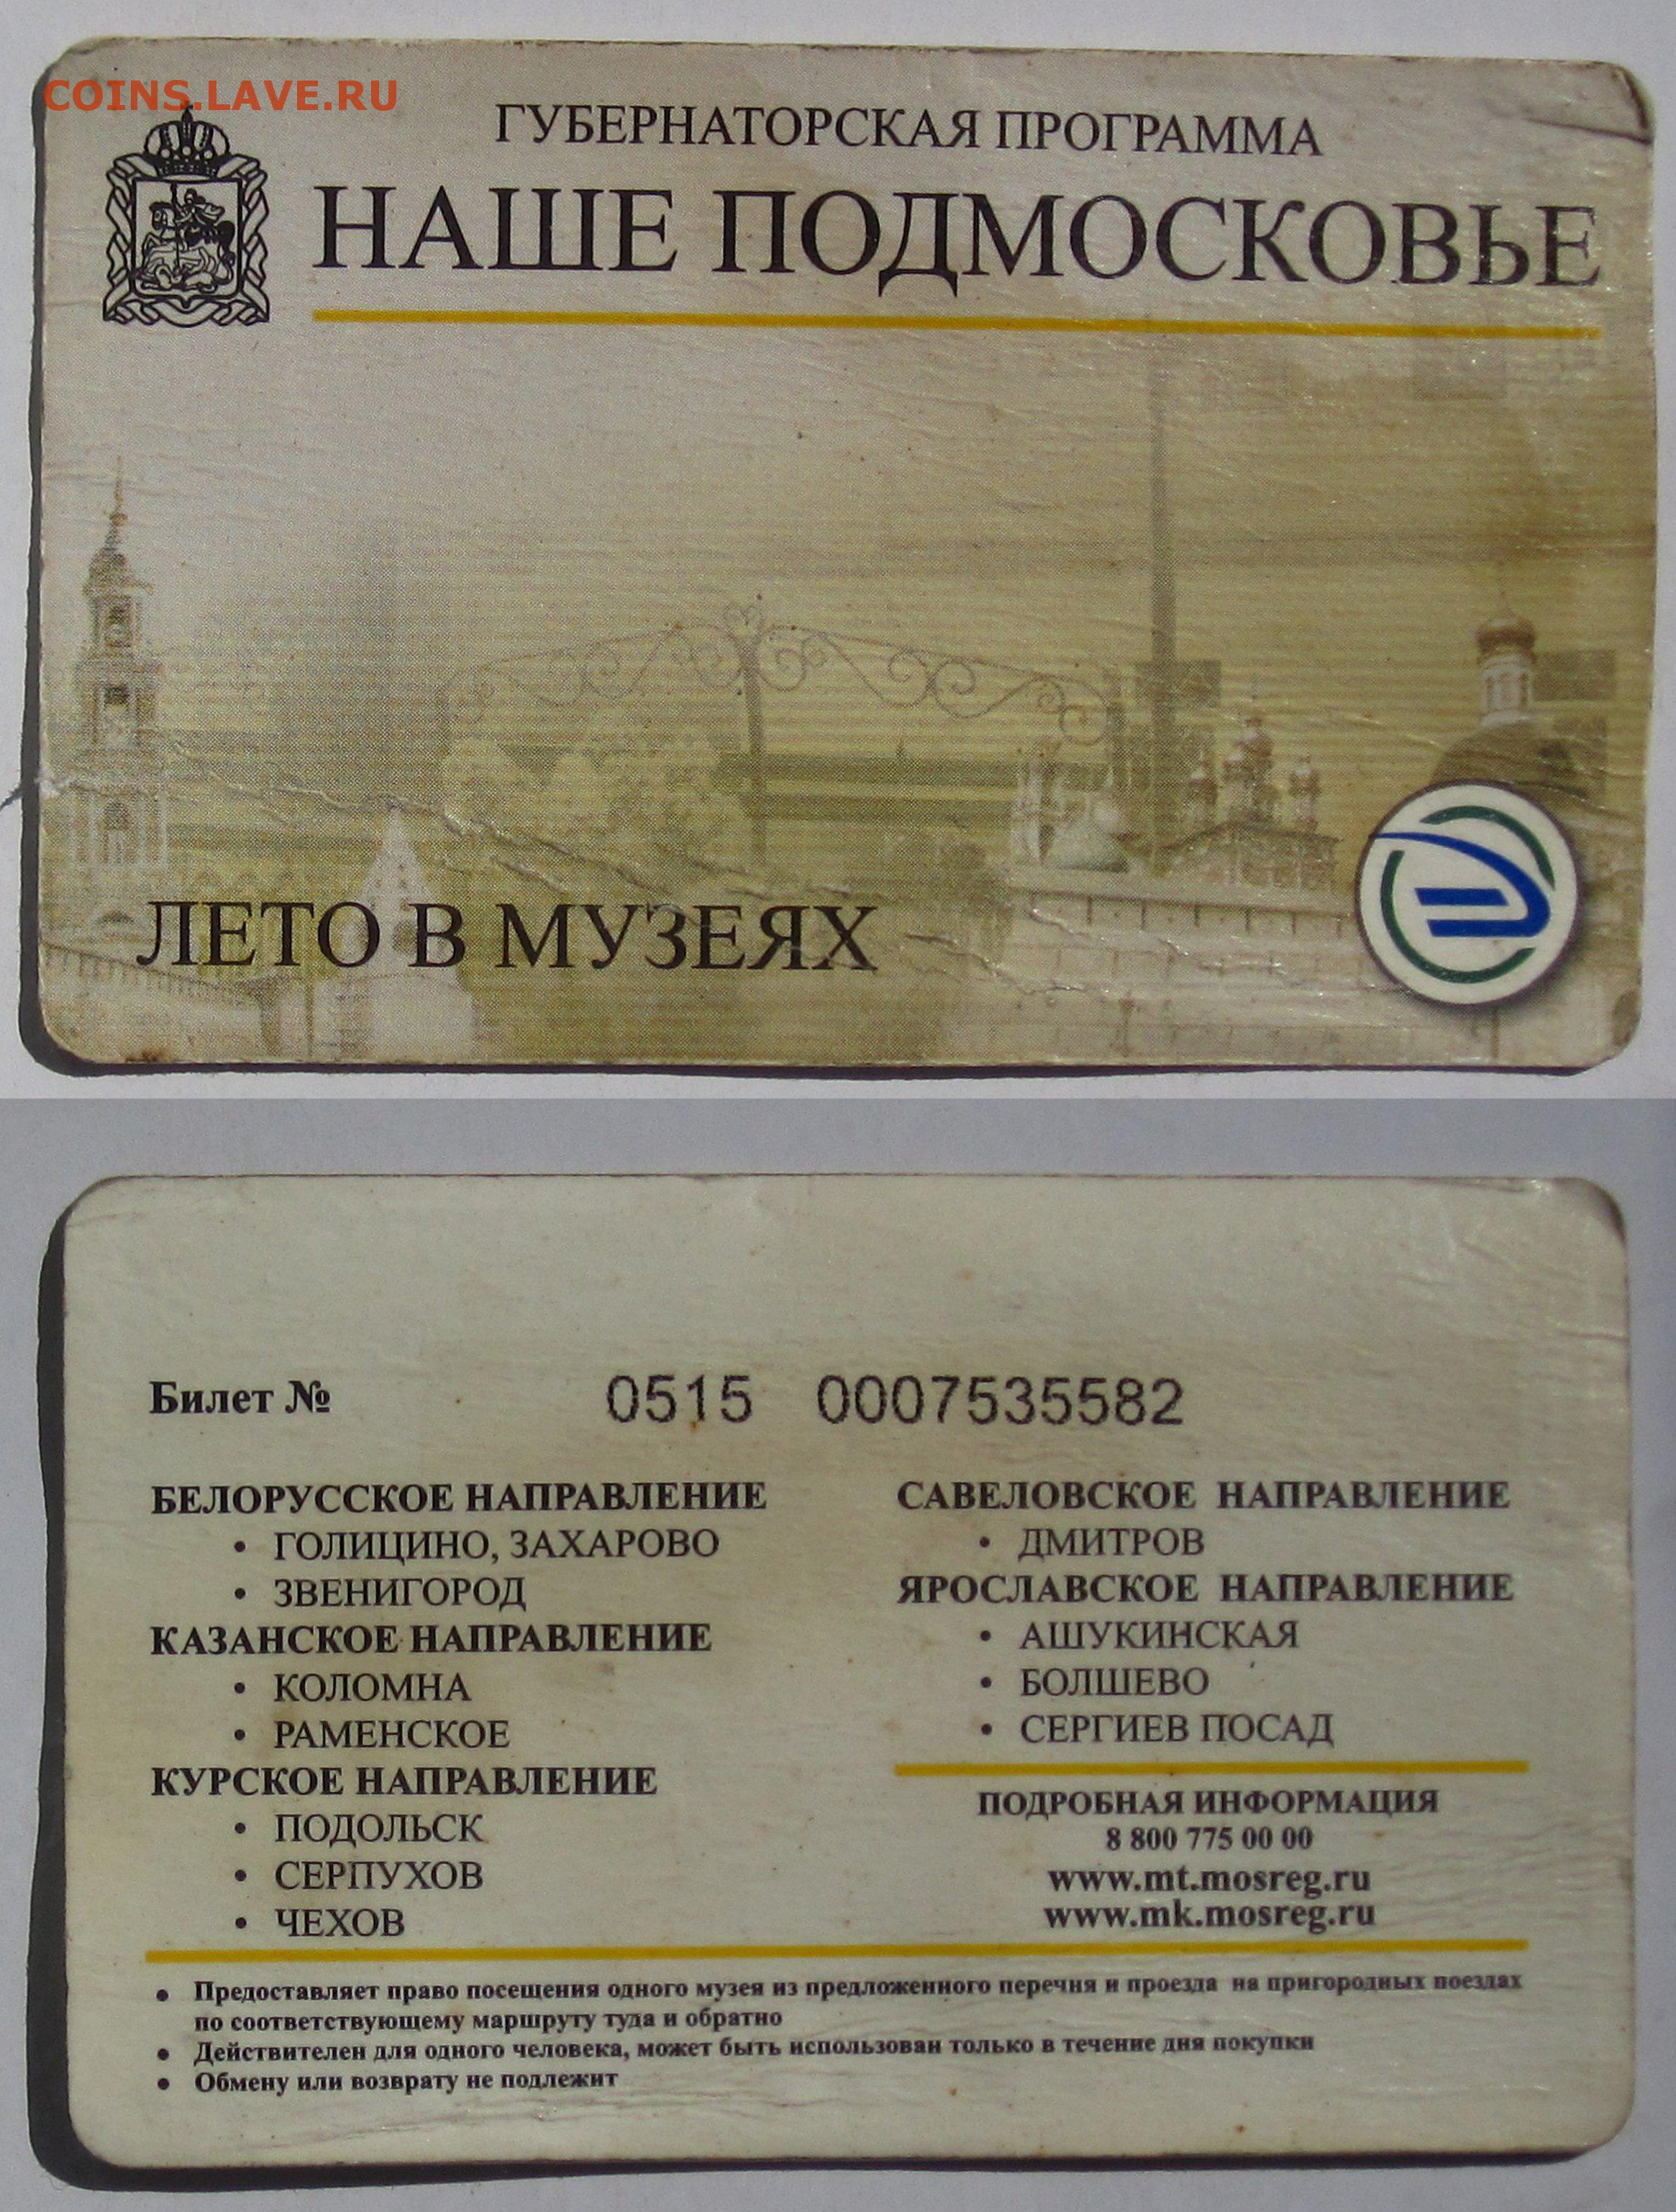 COINS.LAVE.RU
ГУБЕРНАТОРСКАЯ ПРОГРАММА
НАШЕ ПОДМОСКОВЬЕ
ЛЕТО В МУЗЕЯХ
Билет № 0515 0007535582
БЕЛОРУССКОЕ НАПРАВЛЕНИЕ
• ГОЛИЦИНО, ЗАХАРОВО
• ЗВЕНИГОРОД
КАЗАНСКОЕ НАПРАВЛЕНИЕ
• КОЛОМНА
• РАМЕНСКОЕ
КУРСКОЕ НАПРАВЛЕНИЕ
• ПОДОЛЬСК
• СЕРПУХОВ
• ЧЕХОВ
САВЕЛОВСКОЕ НАПРАВЛЕНИЕ
• ДМИТРОВ
ЯРОСЛАВСКОЕ НАПРАВЛЕНИЕ
• АШУКИНСКАЯ
• БОЛШЕВО
• СЕРГИЕВ ПОСАД
ПОДРОБНАЯ ИНФОРМАЦИЯ
8 800 775 00 00
www.mt.mosreg.ru
www.mk.mosreg.ru
• Предоставляет право посещения одного музея из предложенного перечня и проезда на пригородных поездах
по соответствующему маршруту туда и обратно
• Действителен для одного человека, может быть использован только в течение дня покупки
• Обмену или возврату не подлежит